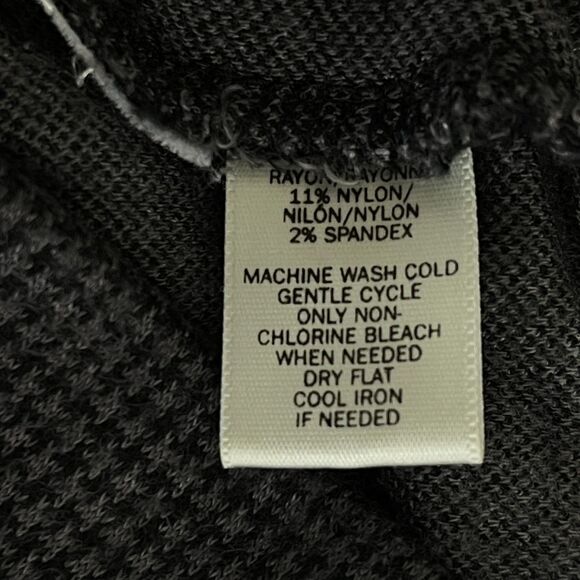 RAYON/RAYONNE
11% NYLON/
NILÓN/NYLON
2% SPANDEX
MACHINE WASH COLD
GENTLE CYCLE
ONLY NON-
CHLORINE BLEACH
WHEN NEEDED
DRY FLAT
COOL IRON
IF NEEDED